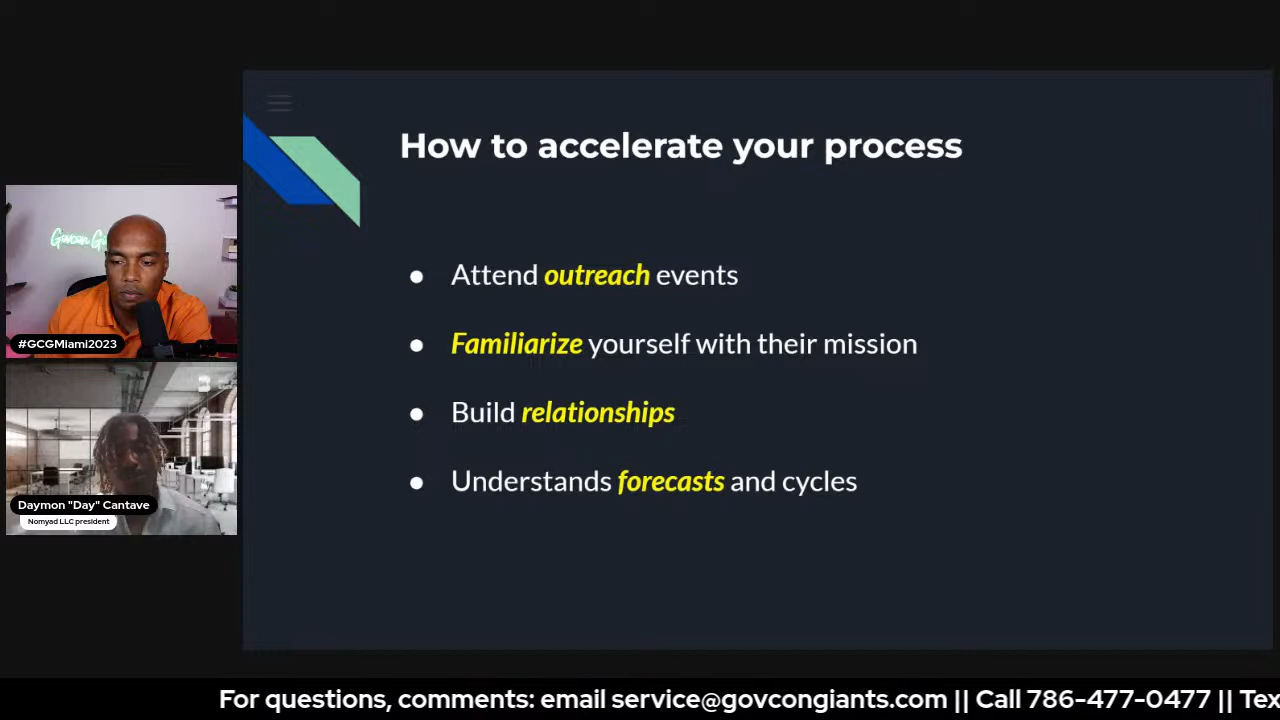 How to accelerate your process
● Attend outreach events
● Familiarize yourself with their mission
● Build relationships
● Understands forecasts and cycles
#GCGMiami2023
Daymon "Day" Cantave
Nomyad LLC president
For questions, comments: email service@govcongiants.com || Call 786-477-0477 || Tex